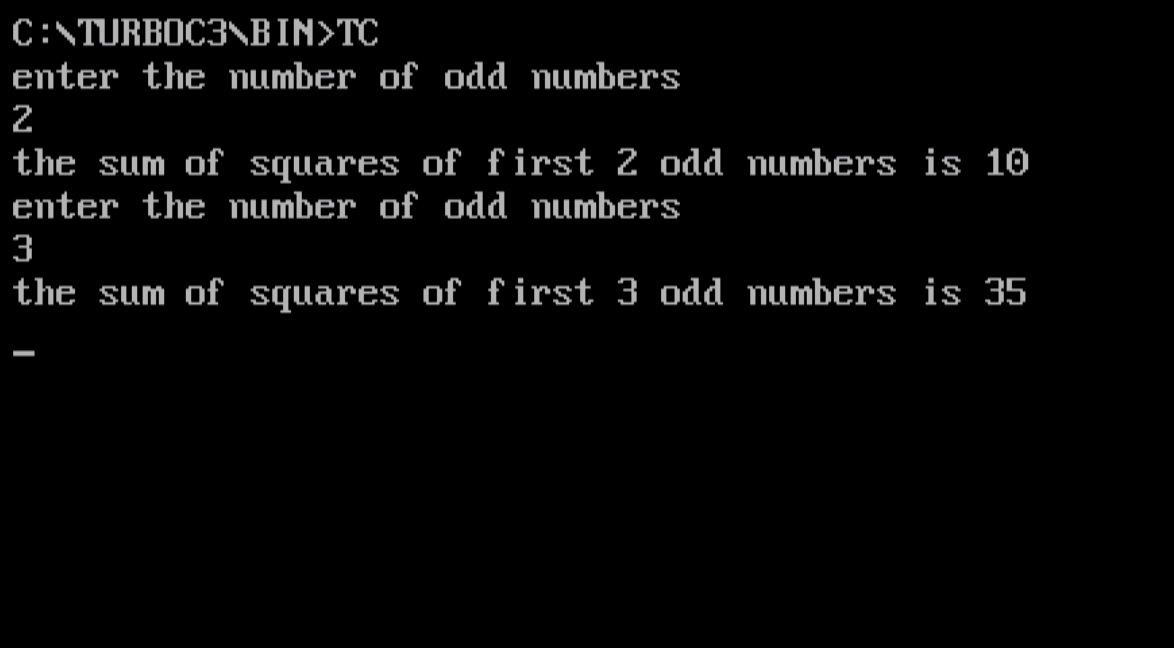 C:\TURBOC3\BIN>TC
enter the number of odd numbers
2
the sum of squares of first 2 odd numbers is 10
enter the number of odd numbers
3
the sum of squares of first 3 odd numbers is 35